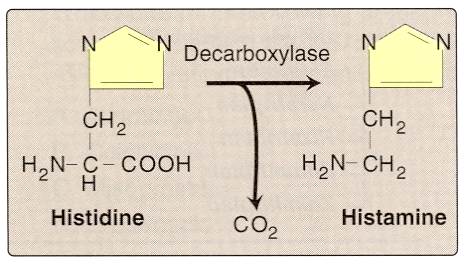 N N Decarboxylase N N
CH₂ CH₂
H₂N–C–COOH H₂N–CH₂
H
Histidine Histamine
CO₂